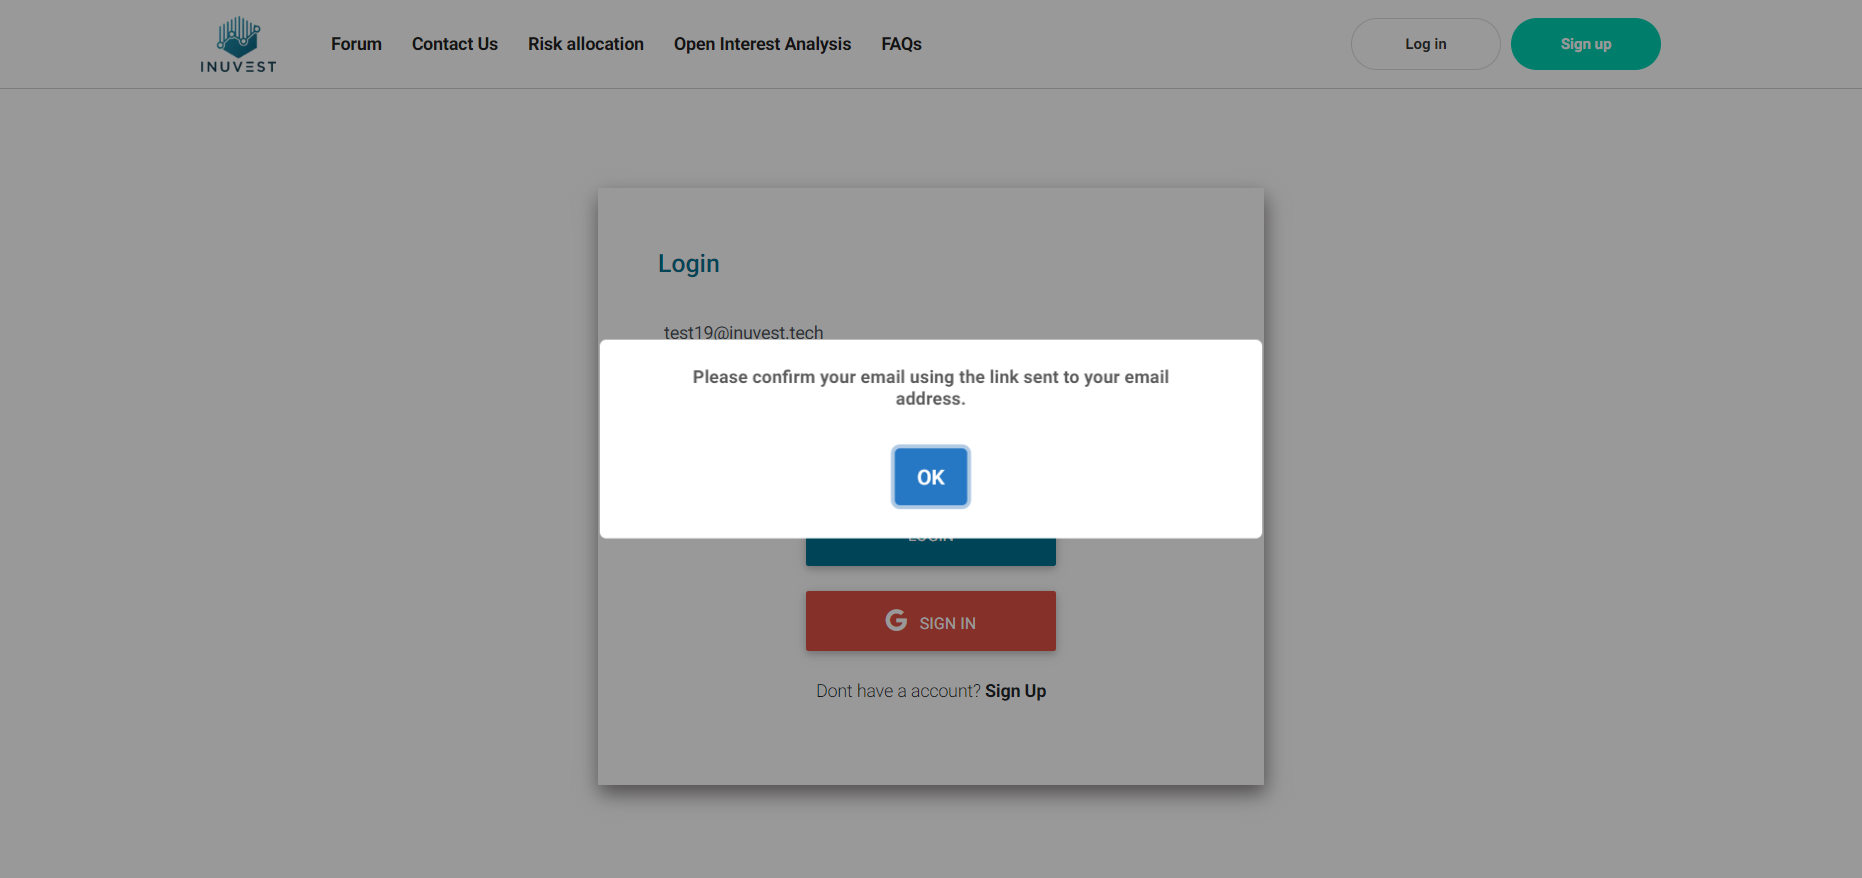 INUVEST
Forum
Contact Us
Risk allocation
Open Interest Analysis
FAQs
Log in
Sign up
Login
test19@inuvest.tech
Please confirm your email using the link sent to your email
address.
OK
LOGIN
G SIGN IN
Dont have a account? Sign Up